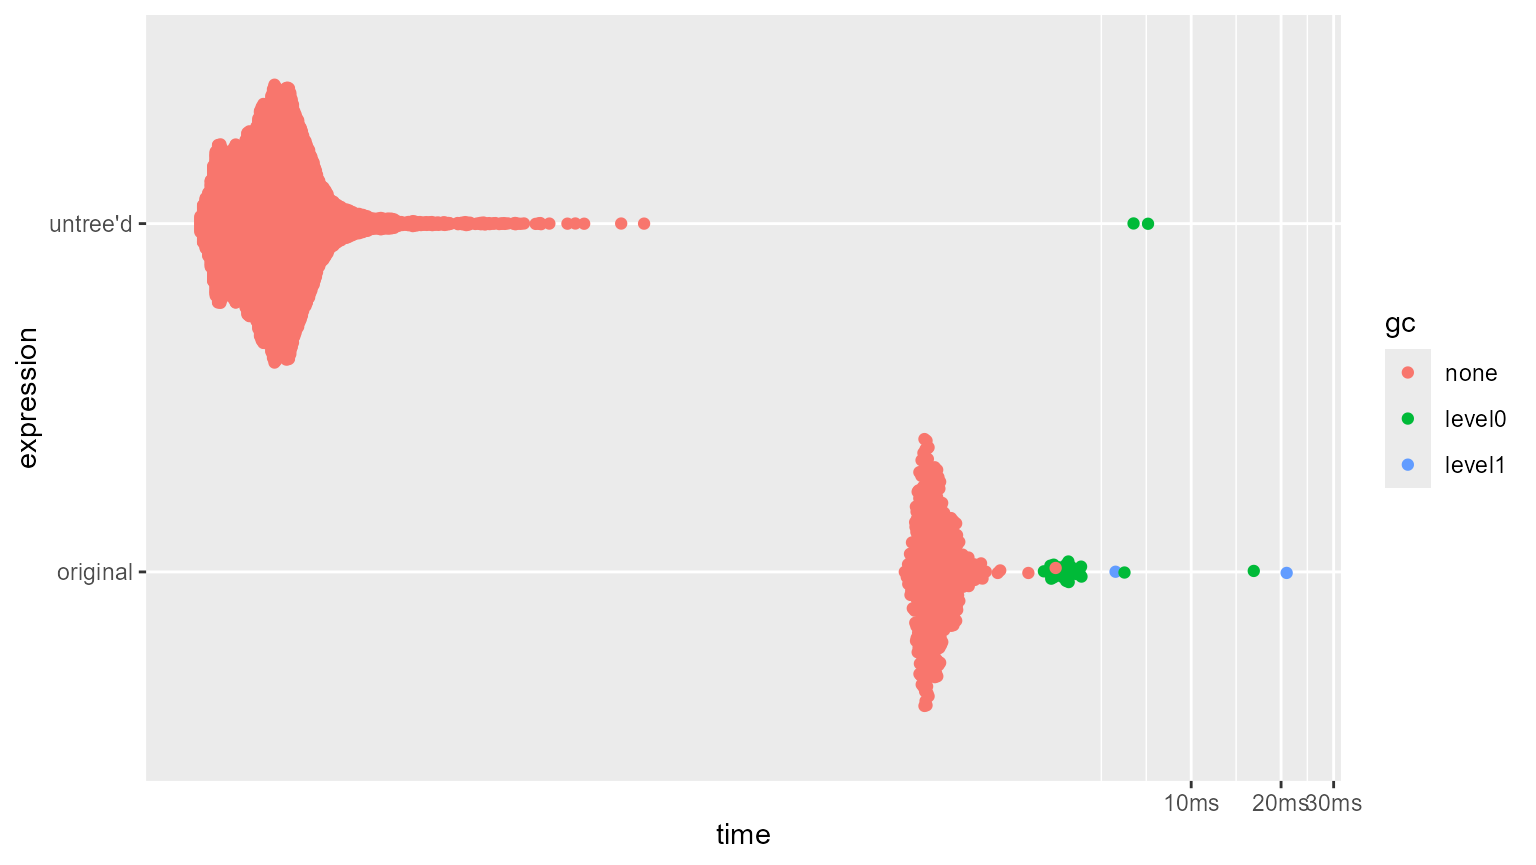 untree'd
original
expression
10ms
20ms
30ms
time
gc
none
level0
level1